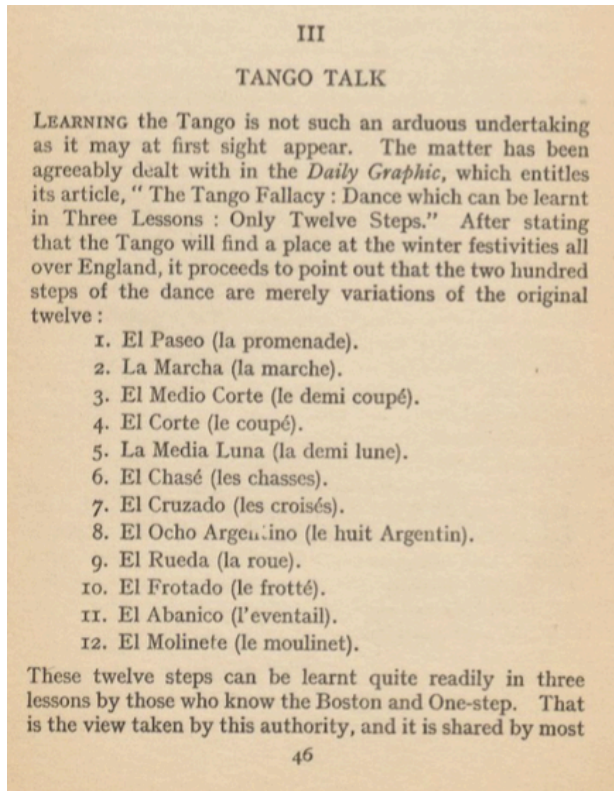 III
TANGO TALK
LEARNING the Tango is not such an arduous undertaking
as it may at first sight appear. The matter has been
agreeably dealt with in the Daily Graphic, which entitles
its article, “ The Tango Fallacy : Dance which can be learnt
in Three Lessons : Only Twelve Steps.” After stating
that the Tango will find a place at the winter festivities all
over England, it proceeds to point out that the two hundred
steps of the dance are merely variations of the original
twelve :
1. El Paseo (la promenade).
2. La Marcha (la marche).
3. El Medio Corte (le demi coupé).
4. El Corte (le coupé).
5. La Media Luna (la demi lune).
6. El Chasé (les chasses).
7. El Cruzado (les croisés).
8. El Ocho Argentino (le huit Argentin).
9. El Rueda (la roue).
10. El Frotado (le frotté).
11. El Abanico (l’eventail).
12. El Molinete (le moulinet).
These twelve steps can be learnt quite readily in three
lessons by those who know the Boston and One-step. That
is the view taken by this authority, and it is shared by most
46